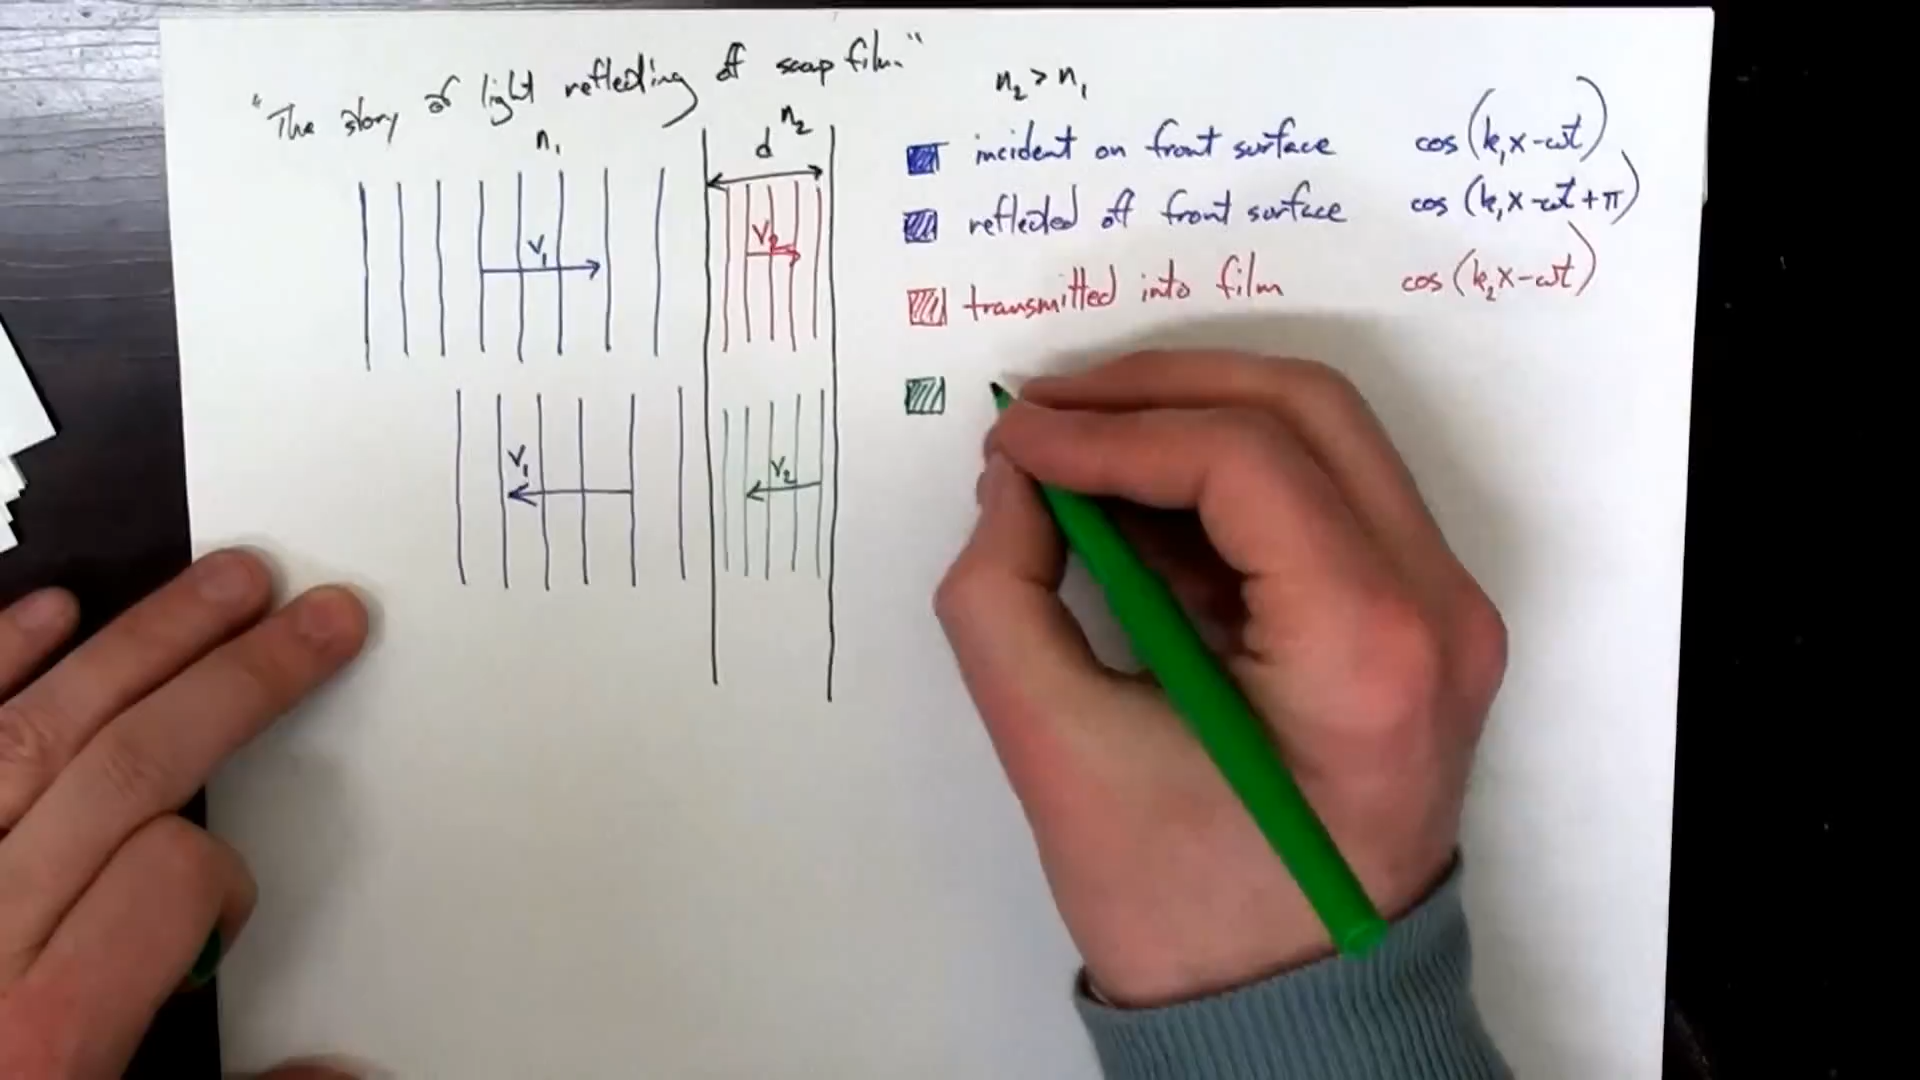 "The story of light reflecting off soap film"
n₂ > n₁
n₁
d
n₂
incident on front surface cos(k₁x-ωt)
reflected off front surface cos(k₁x-ωt+π)
transmitted into film cos(k₂x-ωt)
v₁
v₂
v₁
v₂